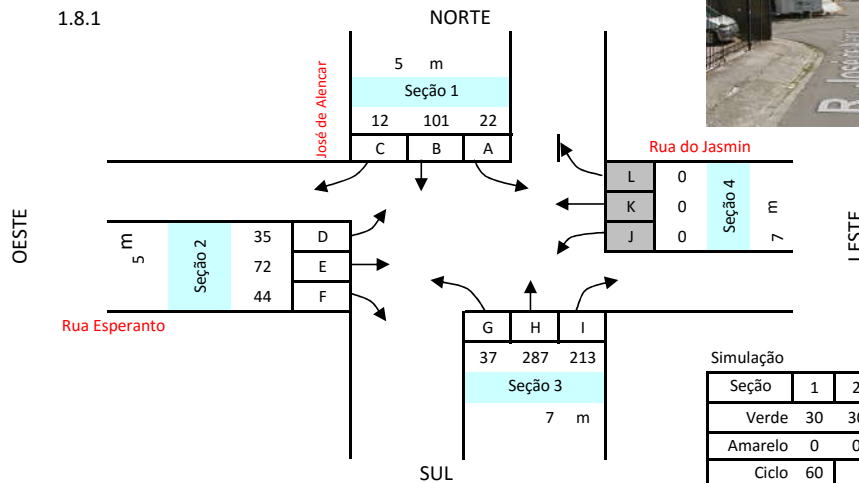 1.8.1
NORTE
José de Alencar
5 m
Seção 1
12 101 22
C B A
Rua do Jasmin
L 0
K 0
J 0
Seção 4
7 m
OESTE
LESTE
5 m
Seção 2
35 D
72 E
44 F
Rua Esperanto
G H I
37 287 213
Seção 3
7 m
SUL
Simulação
Seção 1 2
Verde 30 30
Amarelo 0 0
Ciclo 60